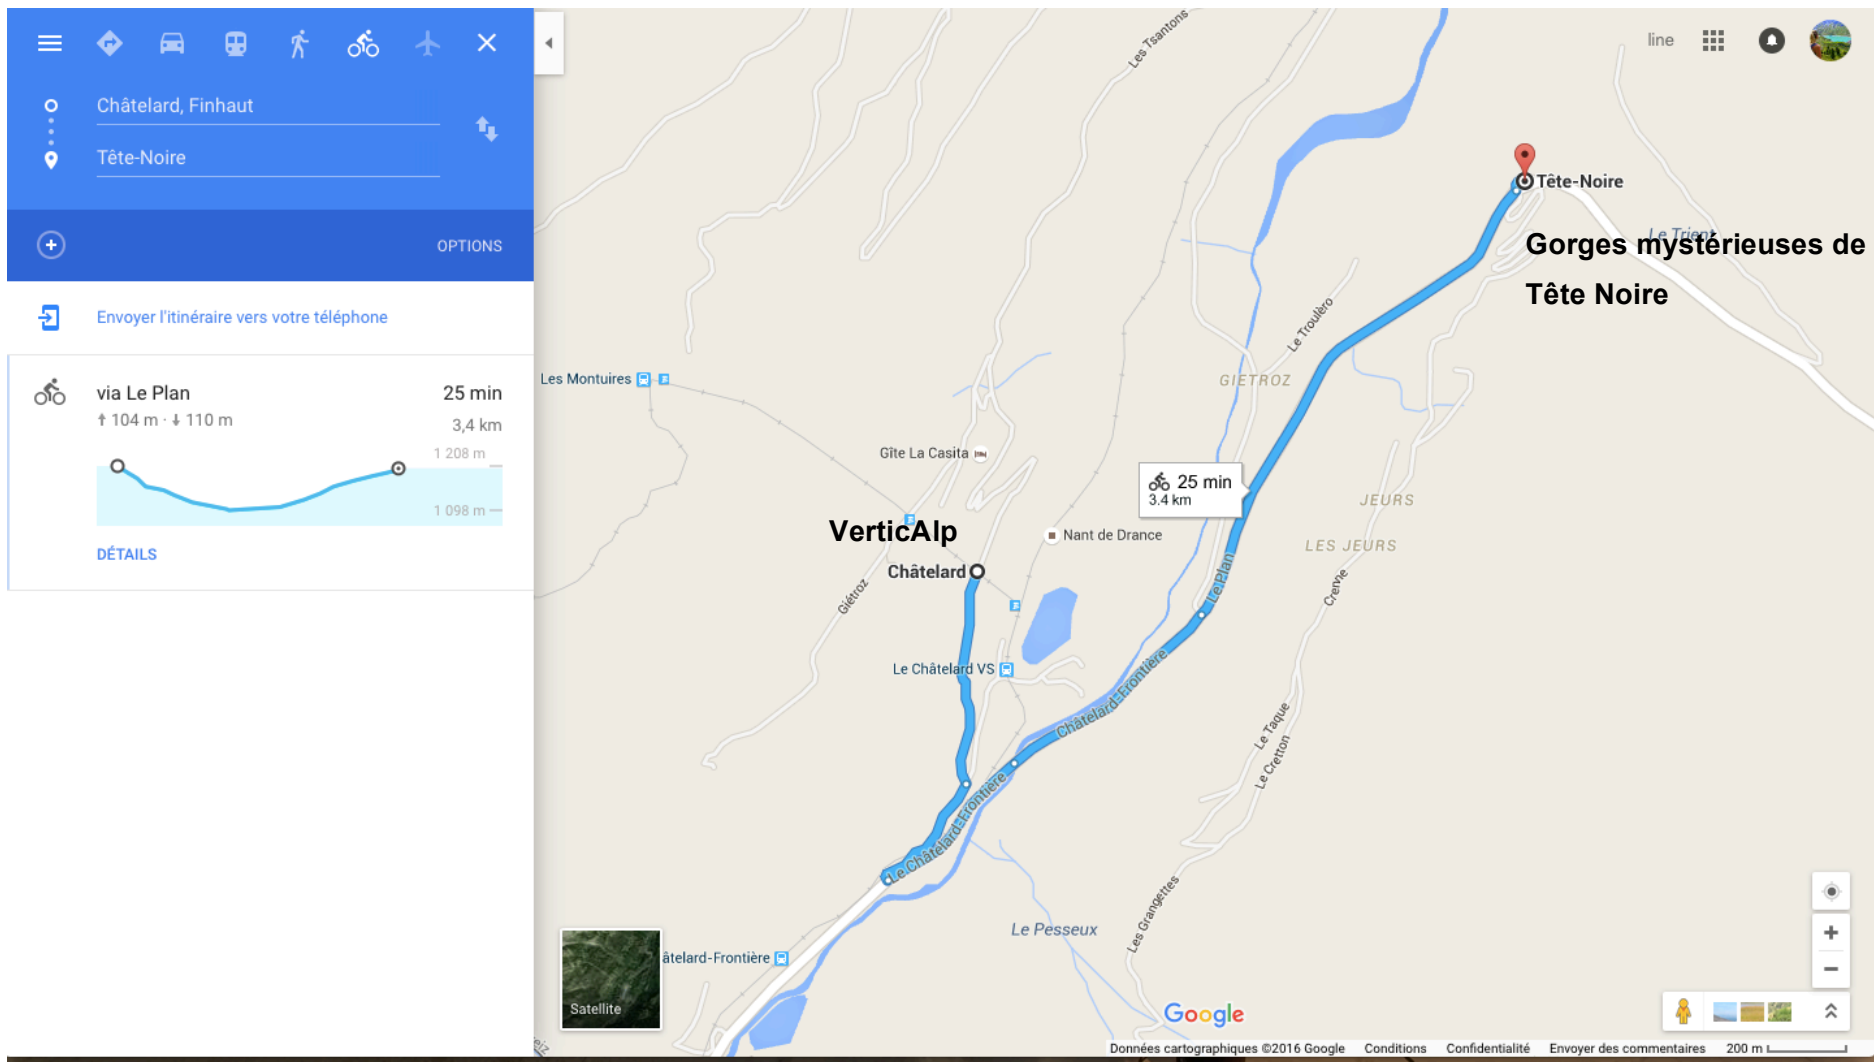 line
Châtelard, Finhaut
Tête-Noire
OPTIONS
Envoyer l'itinéraire vers votre téléphone
via Le Plan
25 min
104 m · 110 m
3,4 km
1 208 m
1 098 m
DÉTAILS
Les Tsantons
Tête-Noire
Le Trient
Gorges mystérieuses de
Tête Noire
Le Trouléro
Les Montuires
GIETROZ
Gîte La Casita
25 min
3.4 km
JEURS
VerticAlp
Nant de Drance
LES JEURS
Châtelard
Giétroz
Le Plan
Crenne
Le Châtelard VS
Châtelard-Frontière
Le Taque
Le Cretton
Le Châtelard-Frontière
Les Grangettes
Le Pesseux
âtelard-Frontière
Satellite
Google
Données cartographiques ©2016 Google
Conditions
Confidentialité
Envoyer des commentaires
200 m